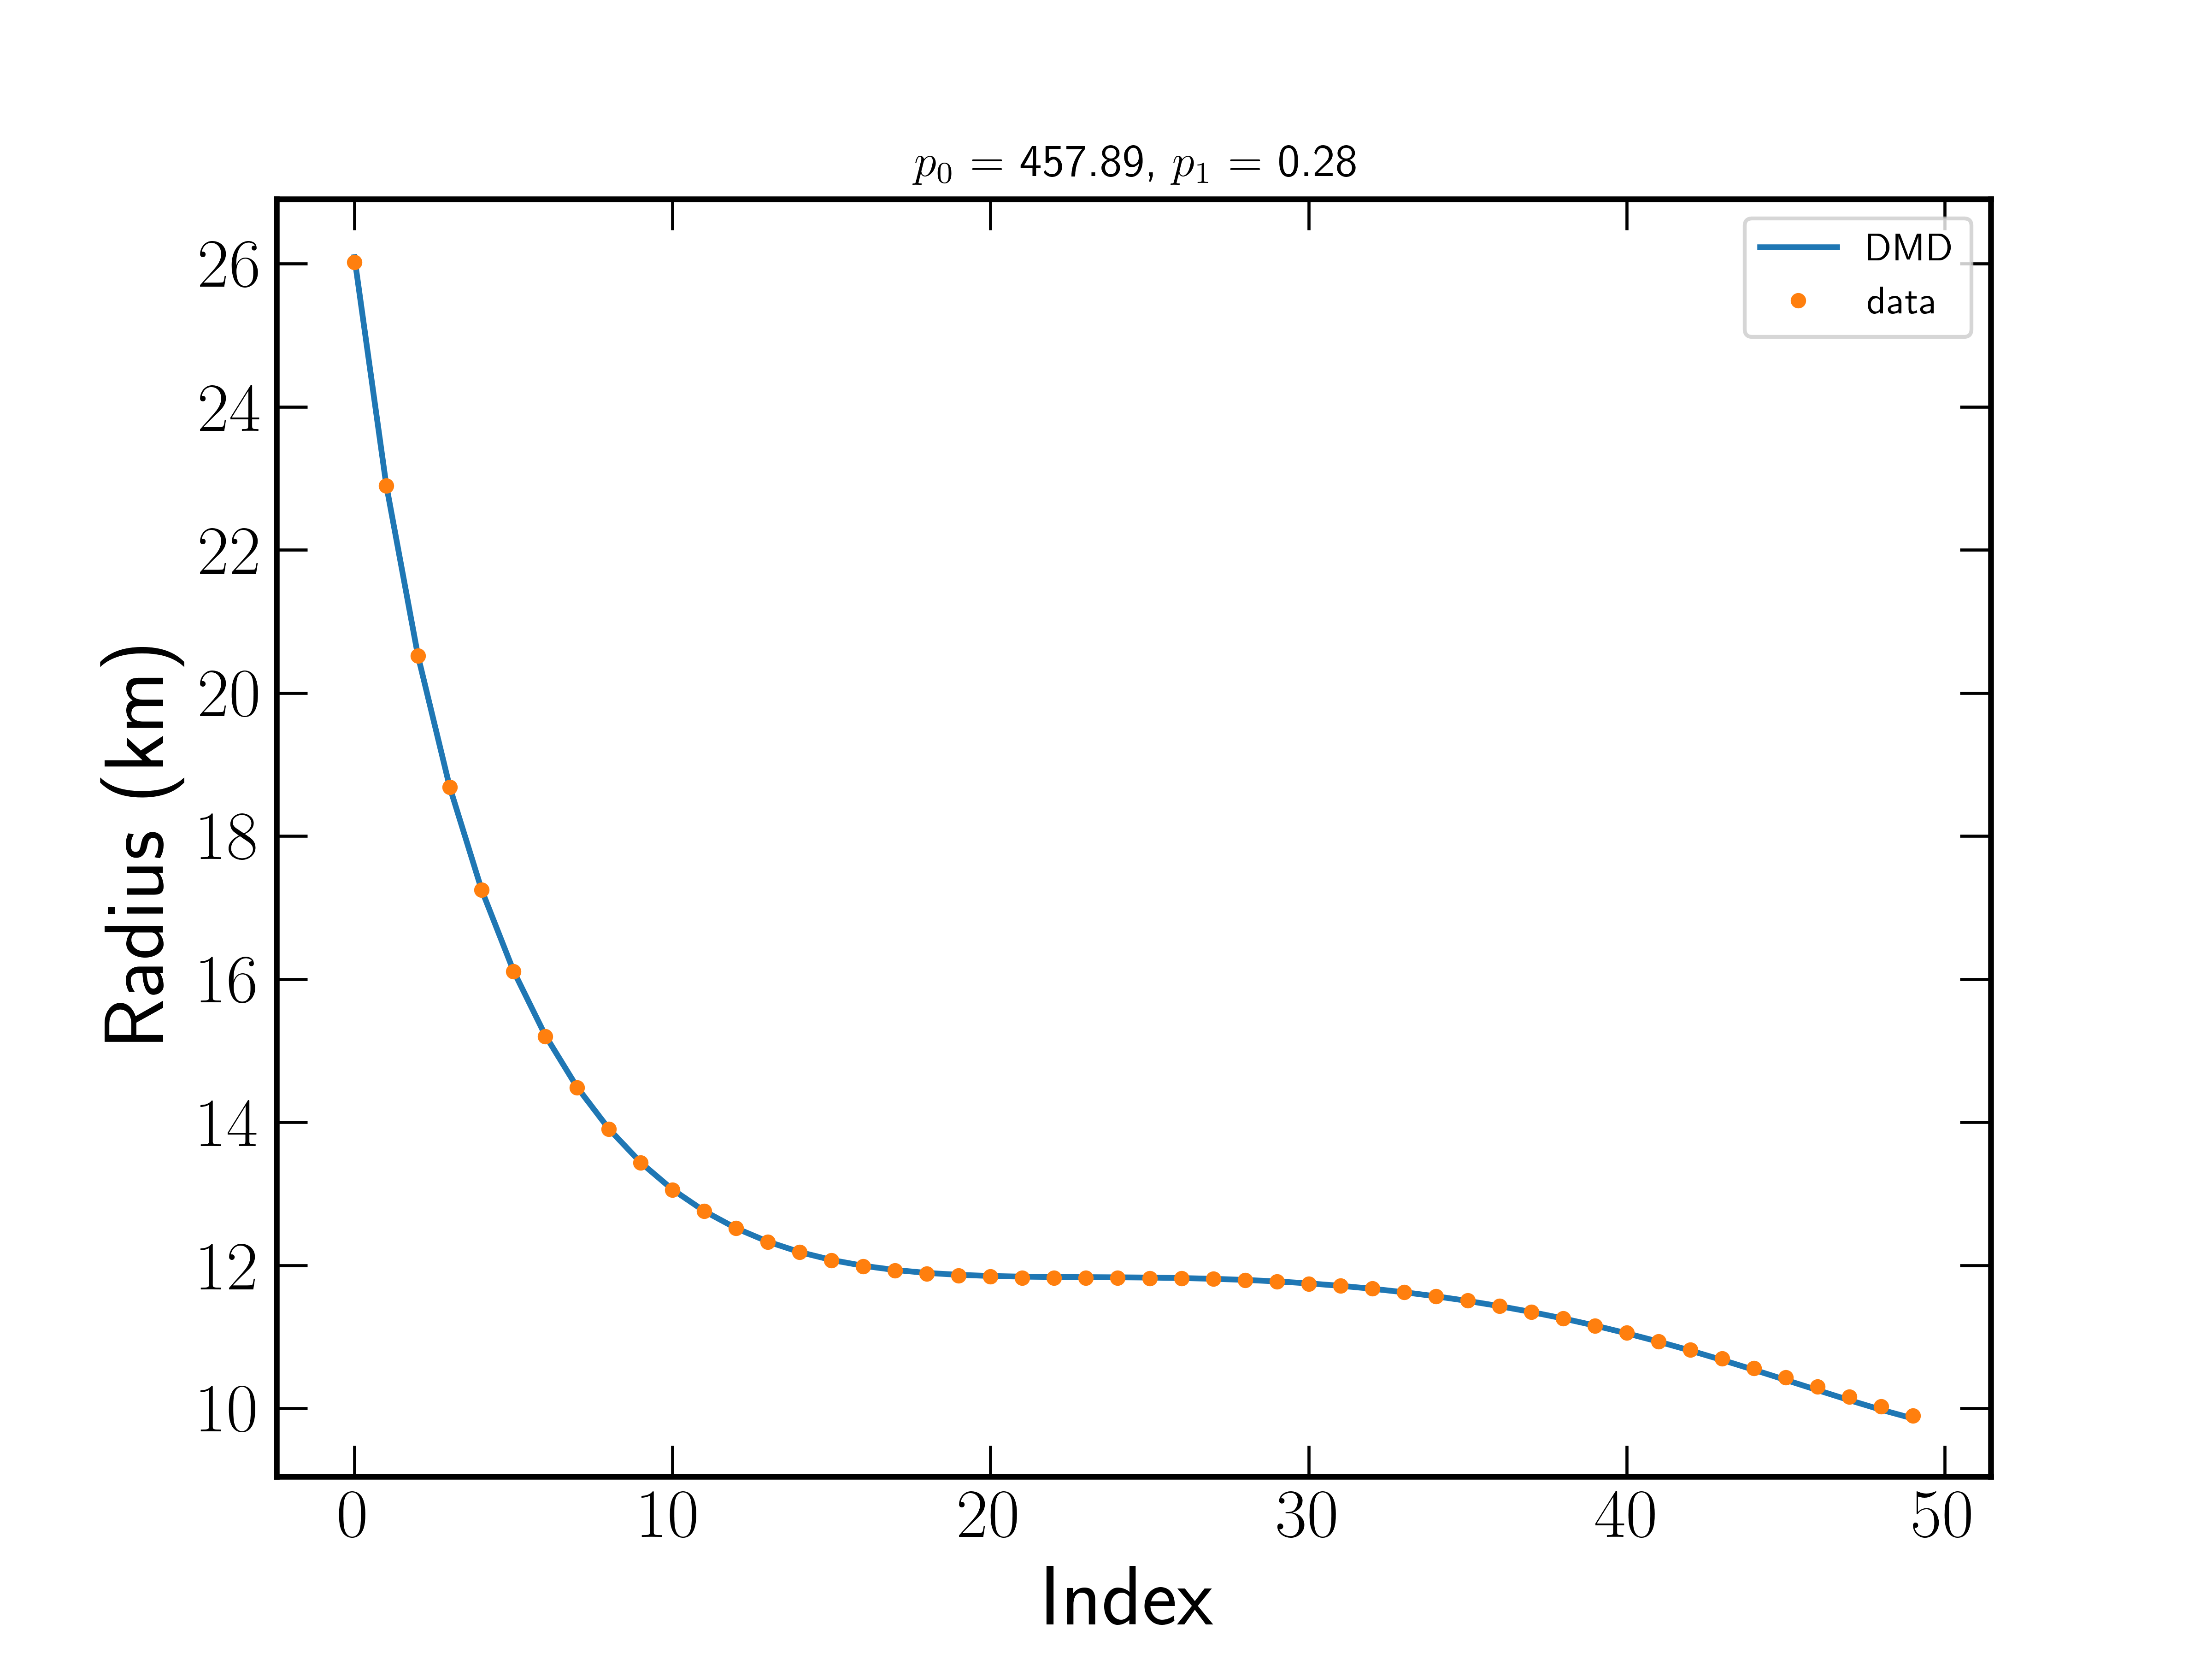 p₀ = 457.89, p₁ = 0.28
DMD
data
26
24
22
20
18
16
14
12
10
Radius (km)
0 10 20 30 40 50
Index